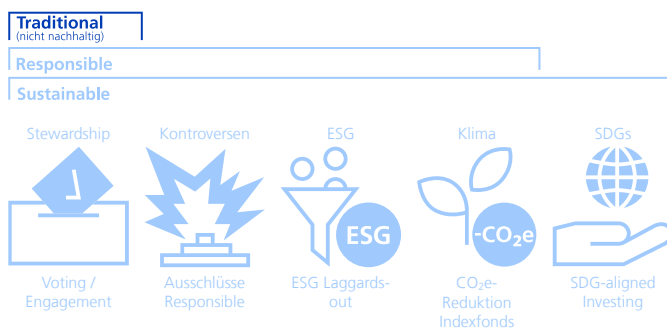 Traditional
(nicht nachhaltig)
Responsible
Sustainable
Stewardship
Kontroversen
ESG
Klima
SDGs
ESG
-CO₂e
Voting /
Engagement
Ausschlüsse
Responsible
ESG Laggards-
out
CO₂e-
Reduktion
Indexfonds
SDG-aligned
Investing